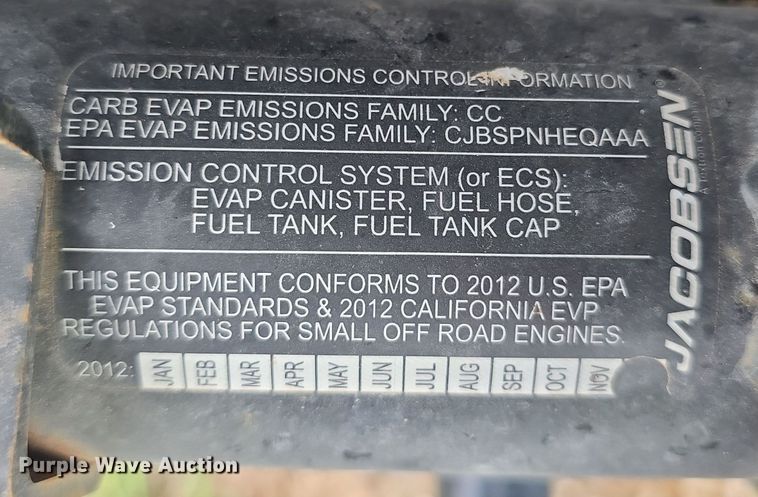 IMPORTANT EMISSIONS CONTROL INFORMATION
CARB EVAP EMISSIONS FAMILY: CC
EPA EVAP EMISSIONS FAMILY: CJBSPNHEQAAA
EMISSION CONTROL SYSTEM (or ECS):
EVAP CANISTER, FUEL HOSE,
FUEL TANK, FUEL TANK CAP
THIS EQUIPMENT CONFORMS TO 2012 U.S. EPA
EVAP STANDARDS & 2012 CALIFORNIA EVP
REGULATIONS FOR SMALL OFF ROAD ENGINES.
2012: JAN FEB MAR APR MAY JUN JUL AUG SEP OCT NOV
JACOBSEN
A Textron Company
Purple Wave Auction